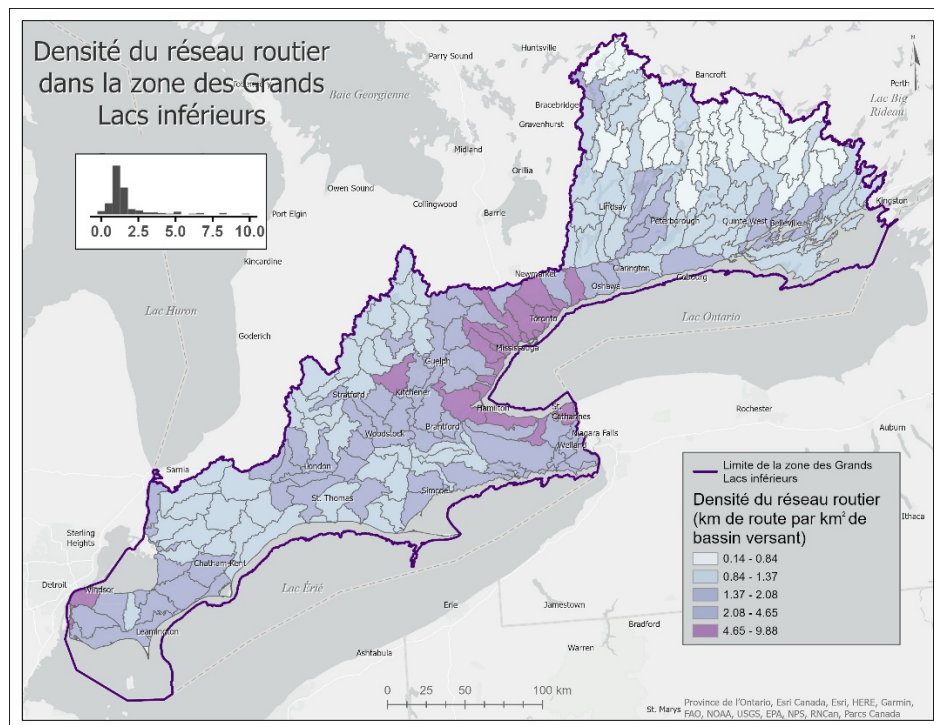 Densité du réseau routier
dans la zone des Grands
Lacs inférieurs
0.0 2.5 5.0 7.5 10.0
Huntsville
Parry Sound
Bancroft
Perth
Baie Georgienne
Bracebridge
Lac Big
Rideau
Gravenhurst
Midland
Orillia
Owen Sound
Collingwood
Barrie
Port Elgin
Lindsay
Peterborough
Quinte West
Belleville
Kingston
Kincardine
Newmarket
Clarington
Oshawa
Cobourg
Lac Huron
Toronto
Lac Ontario
Goderich
Mississauga
Guelph
Stratford
Kitchener
Hamilton
St.
Catharines
Rochester
Woodstock
Brantford
Niagara Falls
Welland
Auburn
London
Sarnia
St. Thomas
Simcoe
Ithaca
Sterling
Heights
Chatham-Kent
Detroit
Windsor
Lac Érié
Leamington
Erie
Jamestown
Bradford
Ashtabula
Warren
St. Marys
N
Limite de la zone des Grands
Lacs inférieurs
Densité du réseau routier
(km de route par km² de
bassin versant)
0.14 - 0.84
0.84 - 1.37
1.37 - 2.08
2.08 - 4.65
4.65 - 9.88
0 25 50 100 km
Province de l'Ontario, Esri Canada, Esri, HERE, Garmin,
FAO, NOAA, USGS, EPA, NPS, RNCan, Parcs Canada